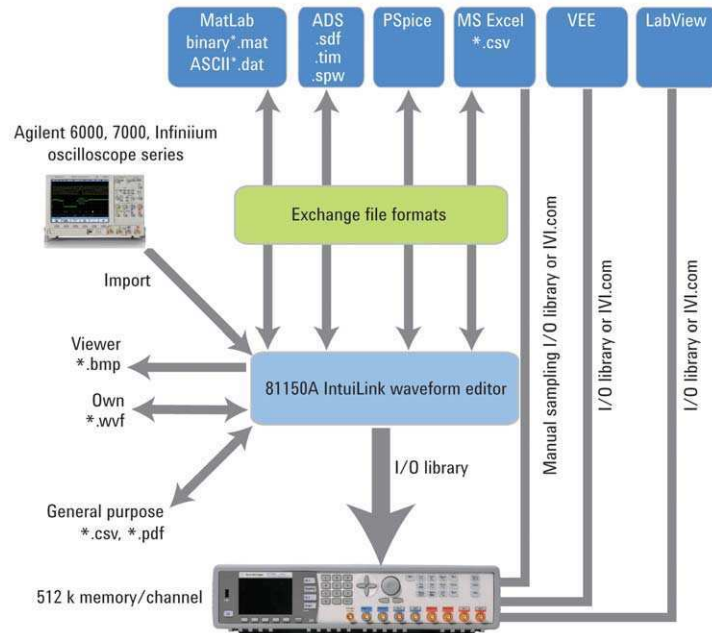 MatLab
binary*.mat
ASCII*.dat
ADS
.sdf
.tim
.spw
PSpice
MS Excel
*.csv
VEE
LabView
Agilent 6000, 7000, Infiniium
oscilloscope series
Exchange file formats
Import
Viewer
*.bmp
Own
*.wvf
81150A IntuiLink waveform editor
General purpose
*.csv, *.pdf
I/O library
Manual sampling I/O library or IVI.com
I/O library or IVI.com
I/O library or IVI.com
512 k memory/channel